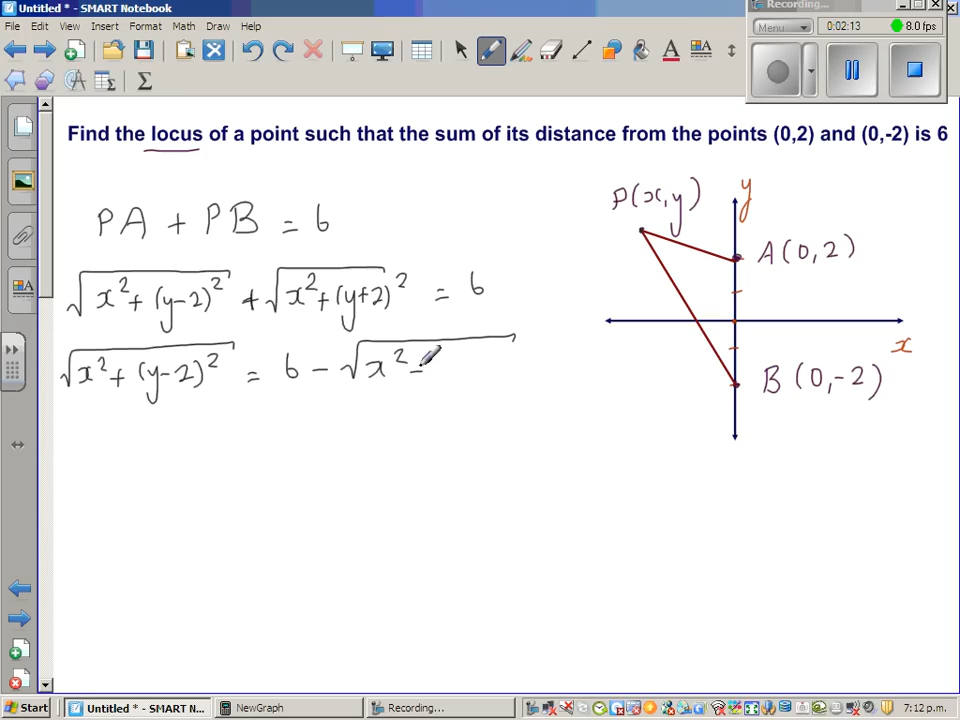 Untitled * - SMART Notebook
Recording...
File Edit View Insert Format Tools Math Draw Help
Menu
00:02:13
8.0 fps
Find the locus of a point such that the sum of its distance from the points (0,2) and (0,-2) is 6
PA + PB = 6
√x²+(y-2)² + √x²+(y+2)² = 6
√x²+(y-2)² = 6 - √x² -
P(x,y)
y
A(0,2)
x
B(0,-2)
Start
Untitled * - SMART N...
NewGraph
Recording...
7:12 p.m.